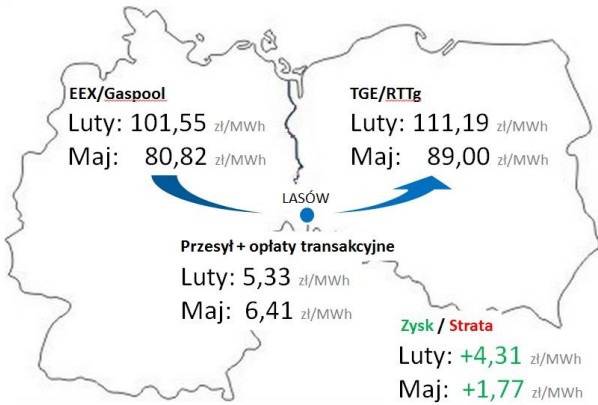 EEX/Gaspool
Luty: 101,55 zł/MWh
Maj: 80,82 zł/MWh
TGE/RTTg
Luty: 111,19 zł/MWh
Maj: 89,00 zł/MWh
LASÓW
Przesył + opłaty transakcyjne
Luty: 5,33 zł/MWh
Maj: 6,41 zł/MWh
Zysk / Strata
Luty: +4,31 zł/MWh
Maj: +1,77 zł/MWh